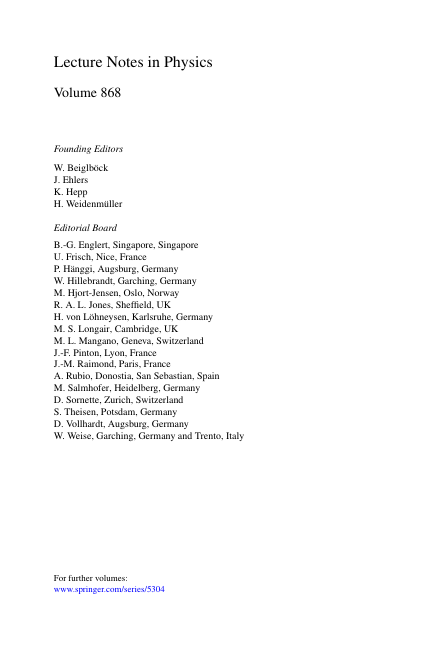 Lecture Notes in Physics
Volume 868
Founding Editors
W. Beiglböck
J. Ehlers
K. Hepp
H. Weidenmüller
Editorial Board
B.-G. Englert, Singapore, Singapore
U. Frisch, Nice, France
P. Hänggi, Augsburg, Germany
W. Hillebrandt, Garching, Germany
M. Hjort-Jensen, Oslo, Norway
R. A. L. Jones, Sheffield, UK
H. von Löhneysen, Karlsruhe, Germany
M. S. Longair, Cambridge, UK
M. L. Mangano, Geneva, Switzerland
J.-F. Pinton, Lyon, France
J.-M. Raimond, Paris, France
A. Rubio, Donostia, San Sebastian, Spain
M. Salmhofer, Heidelberg, Germany
D. Sornette, Zurich, Switzerland
S. Theisen, Potsdam, Germany
D. Vollhardt, Augsburg, Germany
W. Weise, Garching, Germany and Trento, Italy
For further volumes:
www.springer.com/series/5304